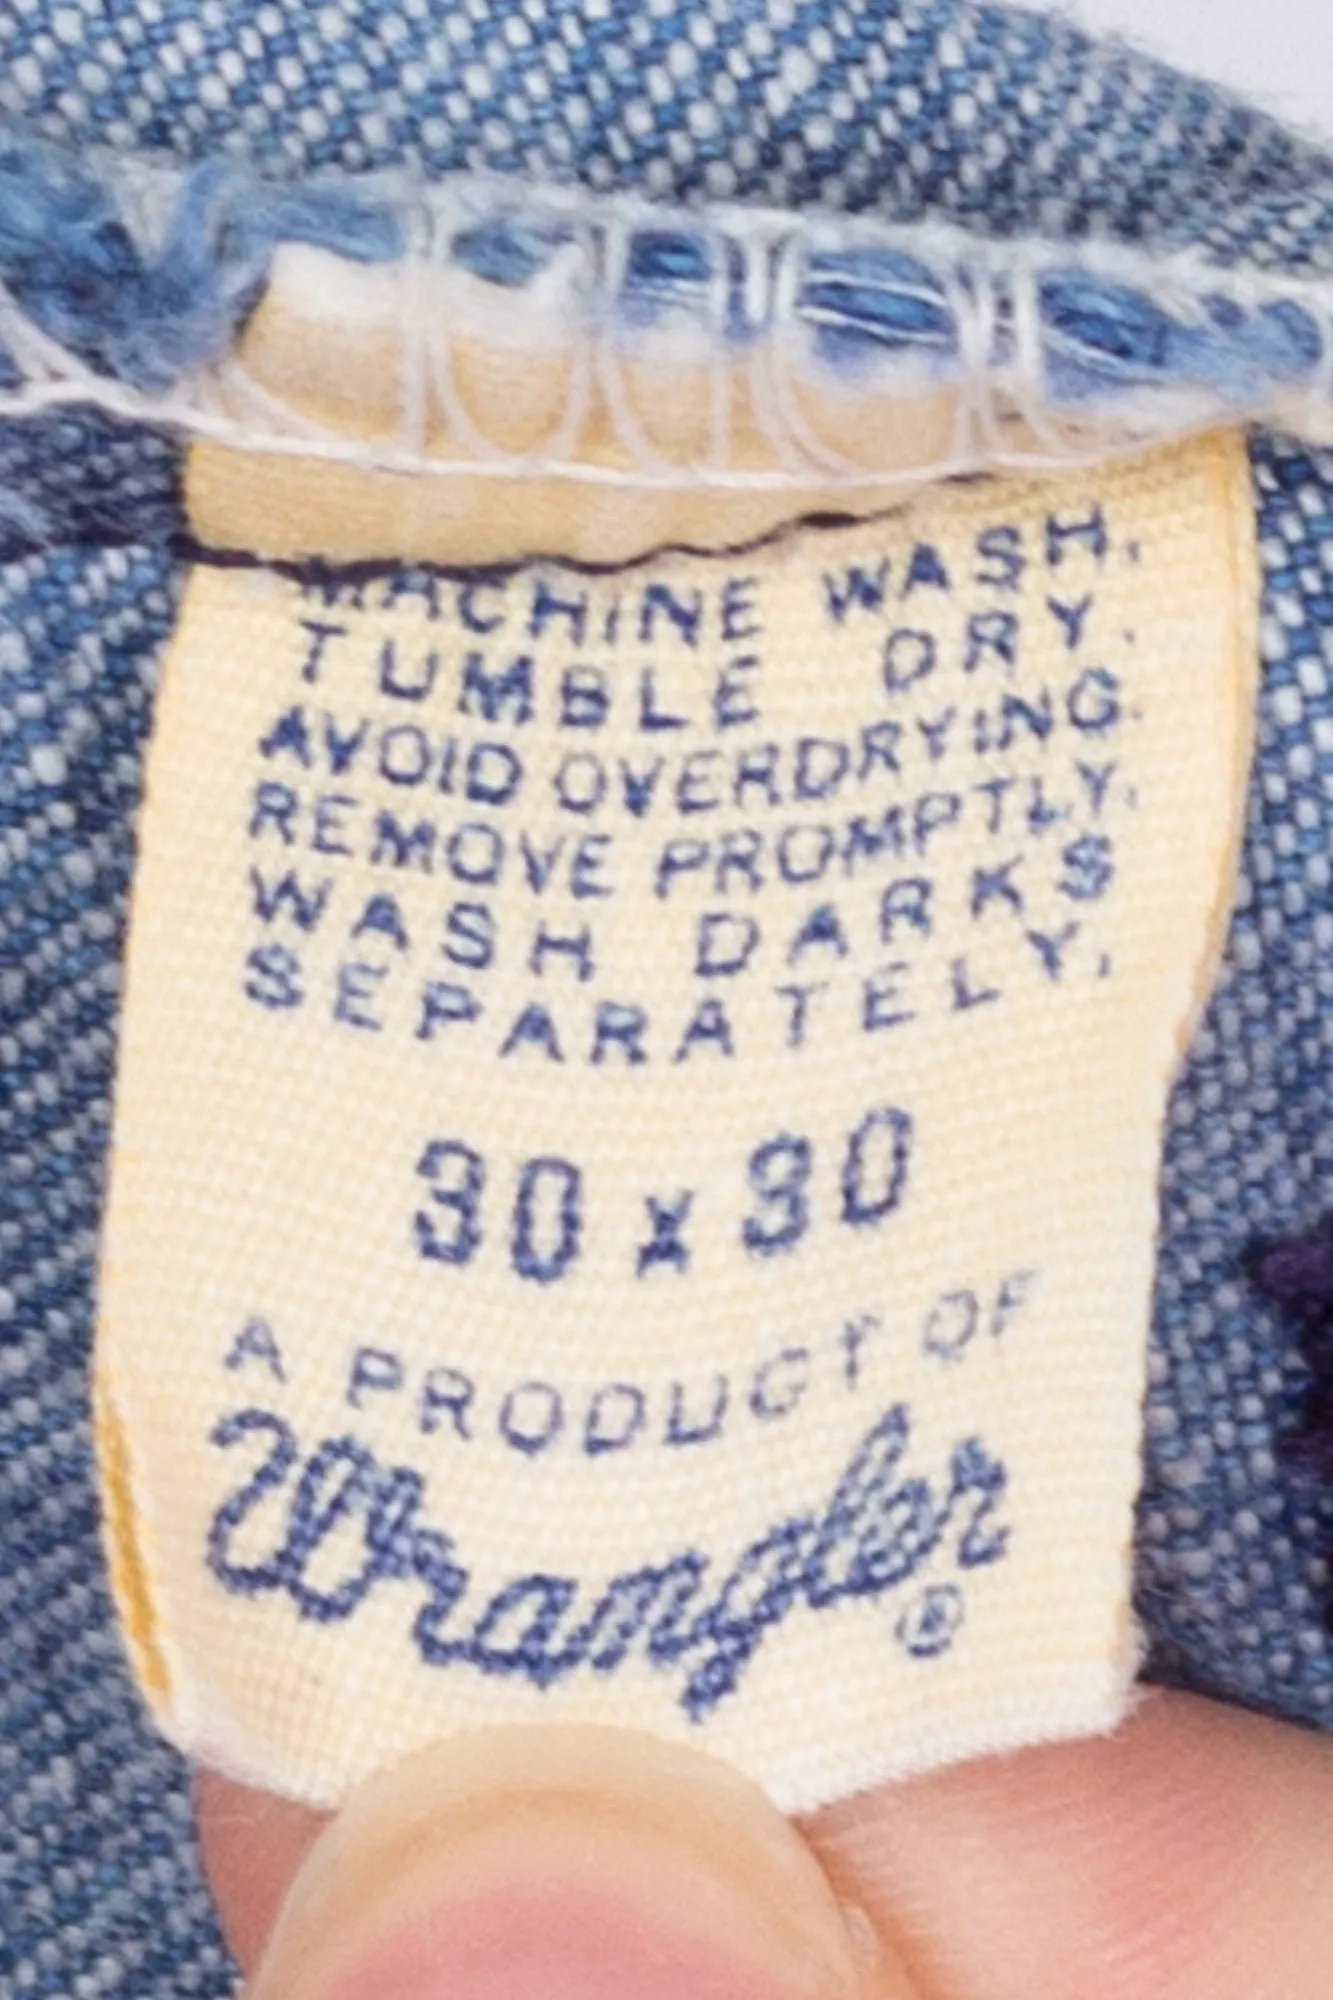 MACHINE WASH.
TUMBLE DRY.
AVOID OVERDRYING.
REMOVE PROMPTLY.
WASH DARKS
SEPARATELY.
30 x 30
A PRODUCT OF
Wrangler®